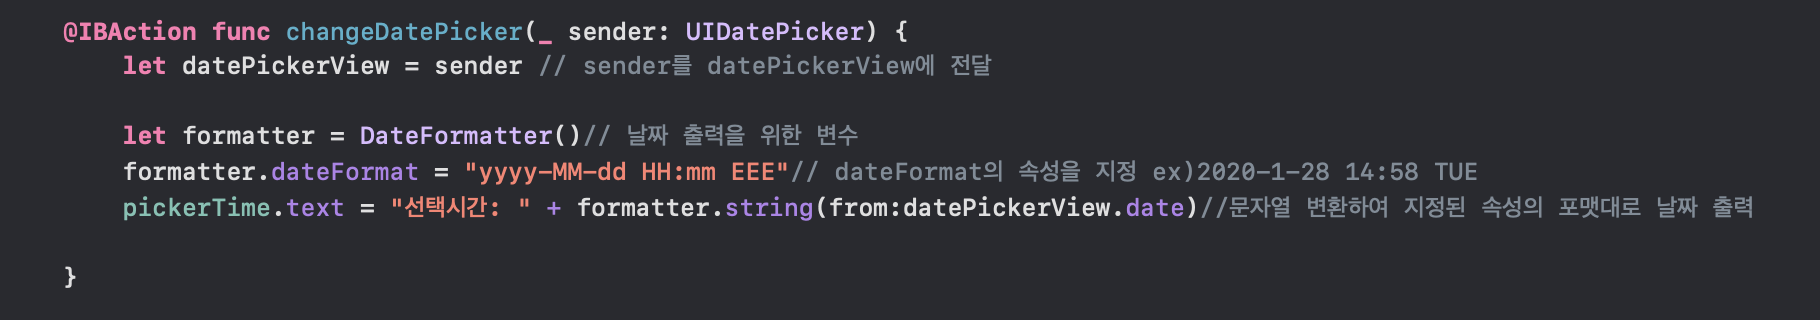 @IBAction func changeDatePicker(_ sender: UIDatePicker) {
let datePickerView = sender // sender를 datePickerView에 전달
let formatter = DateFormatter()// 날짜 출력을 위한 변수
formatter.dateFormat = "yyyy-MM-dd HH:mm EEE"// dateFormat의 속성을 지정 ex)2020-1-28 14:58 TUE
pickerTime.text = "선택시간: " + formatter.string(from:datePickerView.date)//문자열 변환하여 지정된 속성의 포맷대로 날짜 출력
}